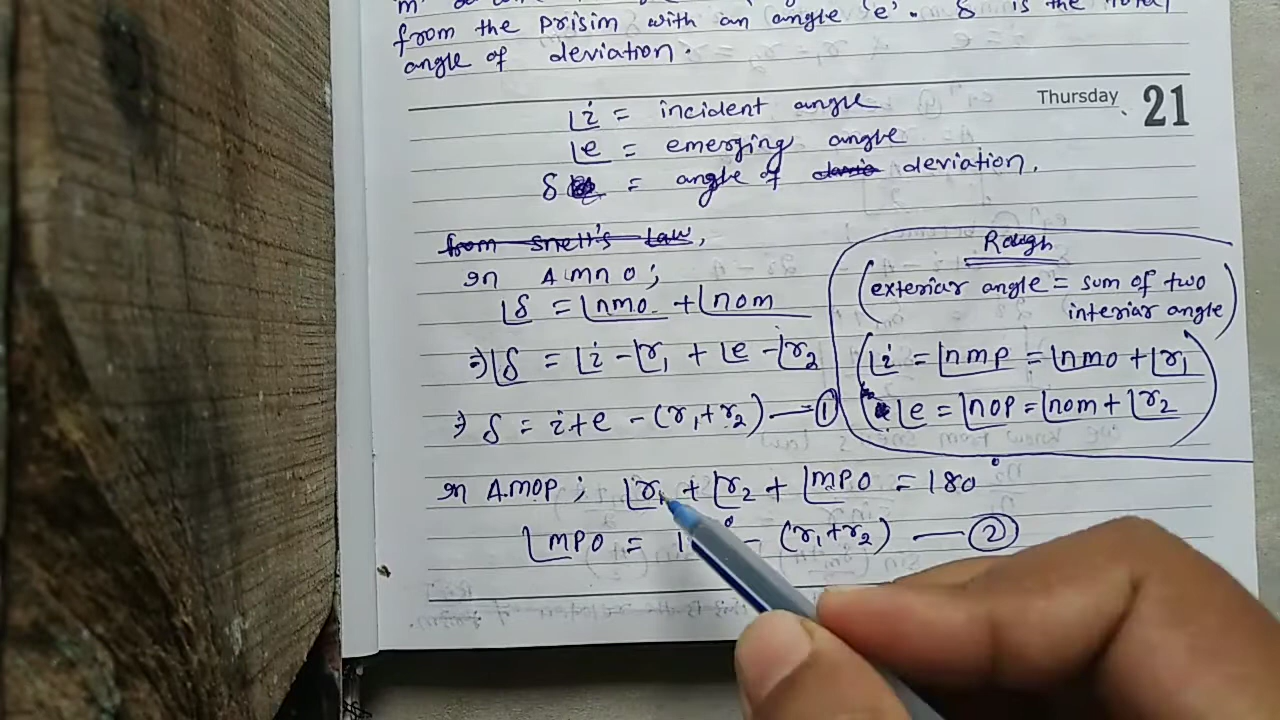 from the prisim with an angle 'e'. δ is the total
angle of deviation.
Thursday 21
∠i = incident angle
∠e = emerging angle
δ = angle of deviation.
from snell's law,
In Δmno;
∠δ = ∠nmo + ∠nom
⇒ ∠δ = ∠i - ∠r₁ + ∠e - ∠r₂
⇒ δ = i+e - (r₁+r₂) — ①
Rough
(exterior angle = sum of two
interiar angle)
(∠i = ∠nmp = ∠nmo + ∠r₁)
(∠e = ∠nop = ∠nom + ∠r₂
In Δmop; ∠r₁ + ∠r₂ + ∠mpo = 180°
∠mpo = 1 ° - (r₁+r₂) — ②